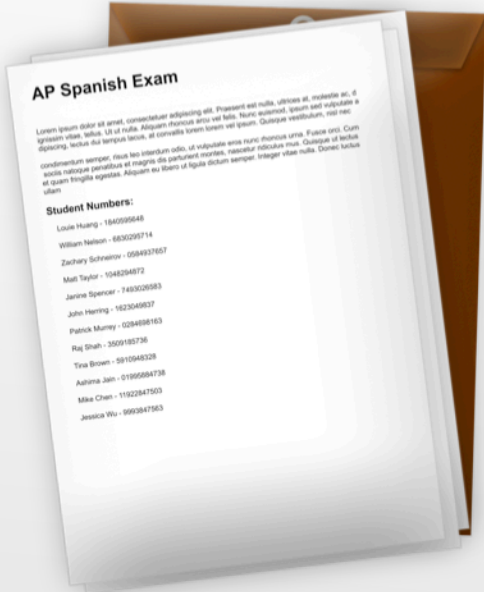 AP Spanish Exam
Lorem ipsum dolor sit amet, consectetuer adipiscing elit. Praesent est nulla, ultrices at, molestie ac, d
ignissim vitae, tellus. Ut ut nulla. Aliquam rhoncus arcu vel felis. Nunc euismod, ipsum sed vulputate a
dipiscing, lectus dui tempus lacus, at convallis lorem lorem vel ipsum. Quisque vestibulum, nisl nec
condimentum semper, risus leo interdum odio, ut vulputate eros nunc rhoncus urna. Fusce orci. Cum
sociis natoque penatibus et magnis dis parturient montes, nascetur ridiculus mus. Quisque ut lectus
et quam fringilla egestas. Aliquam eu libero ut ligula dictum semper. Integer vitae nulla. Donec luctus
ullam
Student Numbers:
Louie Huang - 1840595648
William Nelson - 6830295714
Zachary Schneirov - 0584937657
Matt Taylor - 1048294872
Janine Spencer - 7493026583
John Herring - 1623049837
Patrick Murrey - 0284698163
Raj Shah - 3509185736
Tina Brown - 5910948328
Ashima Jain - 01995884738
Mike Chen - 11922847503
Jessica Wu - 9993847563